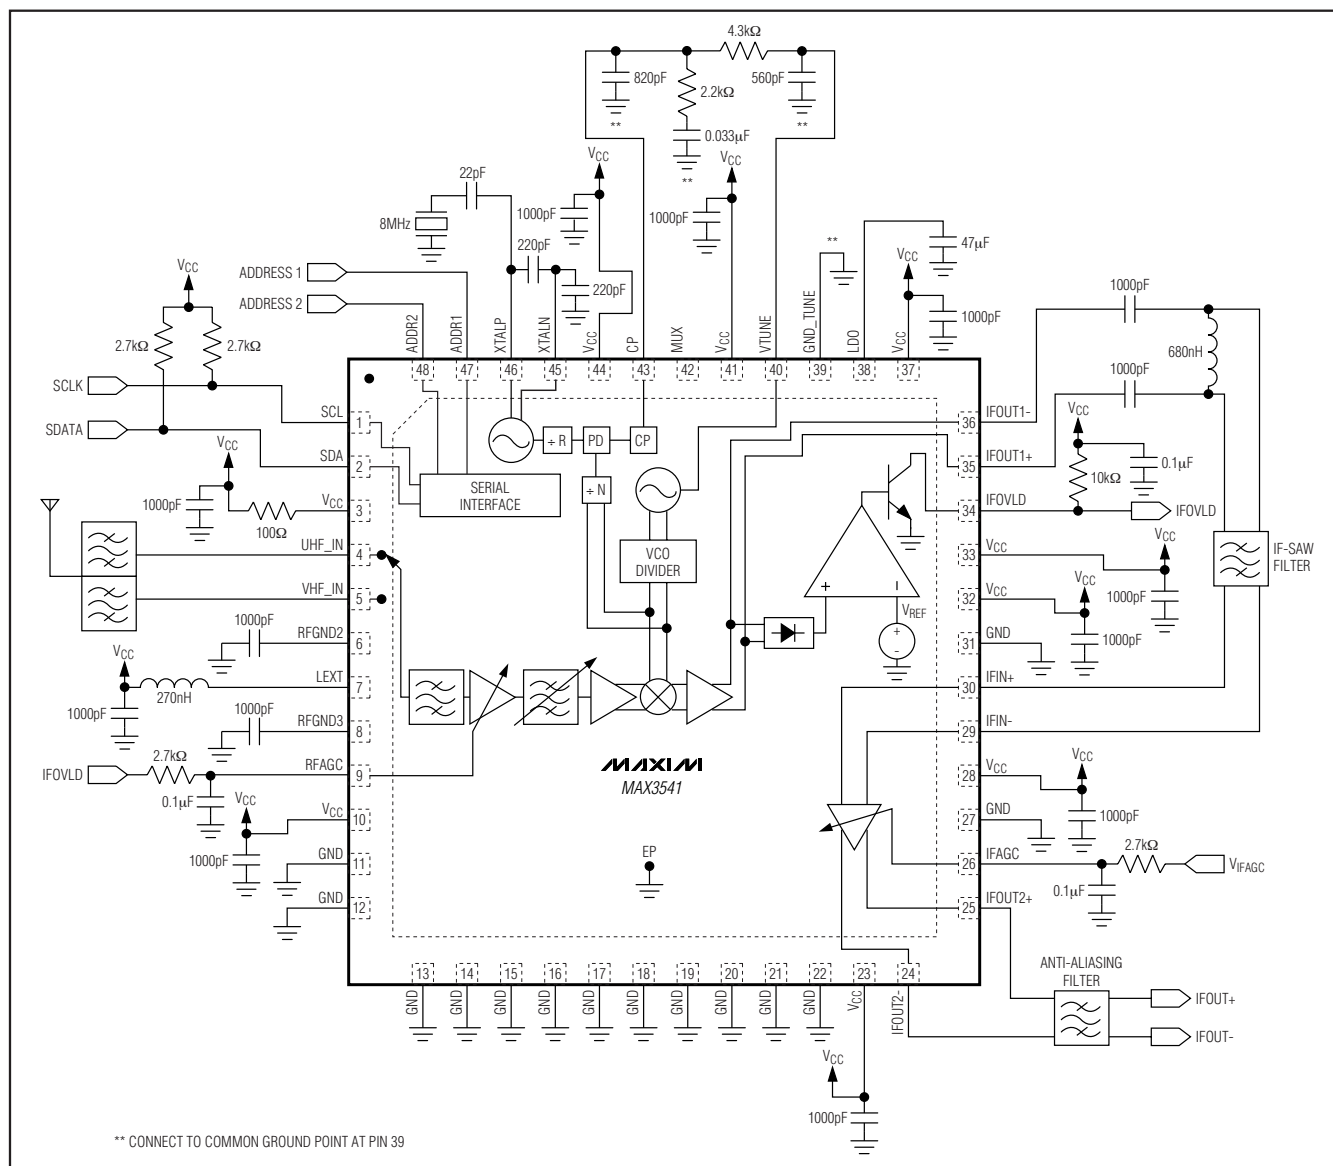 4.3kΩ
820pF
2.2kΩ
560pF
**
**
0.033µF
**
VCC
VCC
22pF
8MHz
1000pF
1000pF
220pF
220pF
**
47µF
VCC
1000pF
ADDRESS 1
ADDRESS 2
VCC
2.7kΩ
2.7kΩ
SCLK
SDATA
1000pF
680nH
1000pF
ADDR2
ADDR1
XTALP
XTALN
VCC
CP
MUX
VCC
VTUNE
GND_TUNE
LDO
VCC
48
47
46
45
44
43
42
41
40
39
38
37
SCL
1
SDA
2
VCC
1000pF
100Ω
VCC
3
UHF_IN
4
VHF_IN
5
1000pF
RFGND2
6
VCC
1000pF
270nH
LEXT
7
1000pF
RFGND3
8
IFOVLD
2.7kΩ
0.1µF
RFAGC
9
VCC
1000pF
VCC
10
GND
11
GND
12
÷ R
PD
CP
÷ N
SERIAL
INTERFACE
VCO
DIVIDER
+
−
VREF
+
-
MAXIM
MAX3541
EP
36
IFOUT1-
35
IFOUT1+
VCC
0.1µF
10kΩ
34
IFOVLD
IFOVLD
33
VCC
VCC
1000pF
IF-SAW
FILTER
32
VCC
VCC
1000pF
31
GND
30
IFIN+
29
IFIN-
28
VCC
VCC
1000pF
27
GND
26
IFAGC
2.7kΩ
VIFAGC
0.1µF
25
IFOUT2+
13
14
15
16
17
18
19
20
21
22
23
24
GND
GND
GND
GND
GND
GND
GND
GND
GND
GND
VCC
IFOUT2-
ANTI-ALIASING
FILTER
IFOUT+
IFOUT-
VCC
1000pF
** CONNECT TO COMMON GROUND POINT AT PIN 39